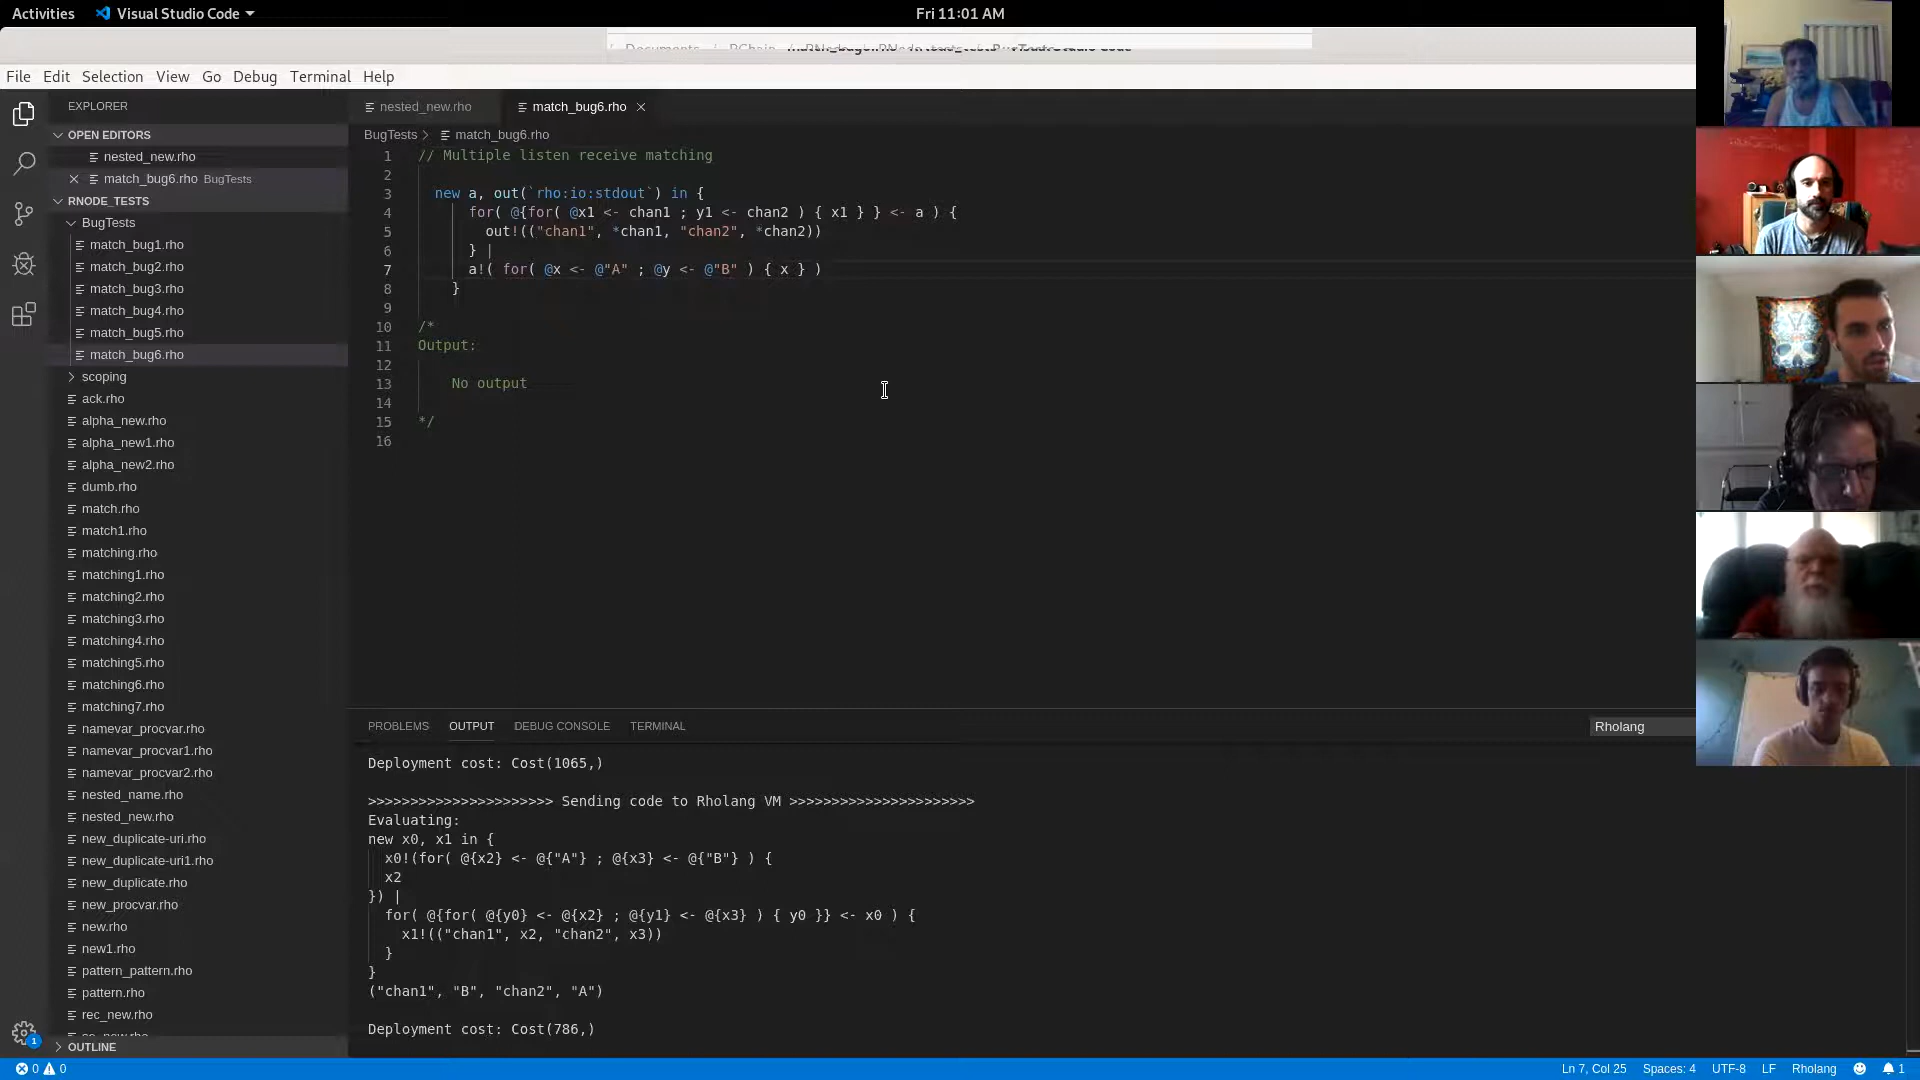 Activities Visual Studio Code Fri 11:01 AM
File Edit Selection View Go Debug Terminal Help
EXPLORER
OPEN EDITORS
nested_new.rho
match_bug6.rho BugTests
RNODE_TESTS
BugTests
match_bug1.rho
match_bug2.rho
match_bug3.rho
match_bug4.rho
match_bug5.rho
match_bug6.rho
scoping
ack.rho
alpha_new.rho
alpha_new1.rho
alpha_new2.rho
dumb.rho
match.rho
match1.rho
matching.rho
matching1.rho
matching2.rho
matching3.rho
matching4.rho
matching5.rho
matching6.rho
matching7.rho
namevar_procvar.rho
namevar_procvar1.rho
namevar_procvar2.rho
nested_name.rho
nested_new.rho
new_duplicate-uri.rho
new_duplicate-uri1.rho
new_duplicate.rho
new_procvar.rho
new.rho
new1.rho
pattern_pattern.rho
pattern.rho
rec_new.rho
OUTLINE
nested_new.rho match_bug6.rho
BugTests > match_bug6.rho
1 // Multiple listen receive matching
2
3 new a, out(`rho:io:stdout`) in {
4 for( @{for( @x1 <- chan1 ; y1 <- chan2 ) { x1 } } <- a ) {
5 out!(("chan1", *chan1, "chan2", *chan2))
6 } |
7 a!( for( @x <- @"A" ; @y <- @"B" ) { x } )
8 }
9
10 /*
11 Output:
12
13 No output
14
15 */
16
PROBLEMS OUTPUT DEBUG CONSOLE TERMINAL Rholang
Deployment cost: Cost(1065,)
>>>>>>>>>>>>>>>>>>>>>> Sending code to Rholang VM >>>>>>>>>>>>>>>>>>>>>>
Evaluating:
new x0, x1 in {
x0!(for( @{x2} <- @{"A"} ; @{x3} <- @{"B"} ) {
x2
}) |
for( @{for( @{y0} <- @{x2} ; @{y1} <- @{x3} ) { y0 }} <- x0 ) {
x1!(("chan1", x2, "chan2", x3))
}
}
("chan1", "B", "chan2", "A")
Deployment cost: Cost(786,)
1
0 0 Ln 7, Col 25 Spaces: 4 UTF-8 LF Rholang 1